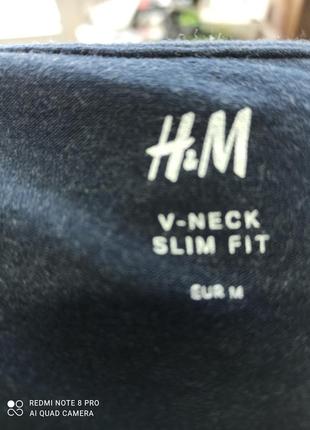 H&M
V-NECK
SLIM FIT
EUR M
REDMI NOTE 8 PRO
AI QUAD CAMERA